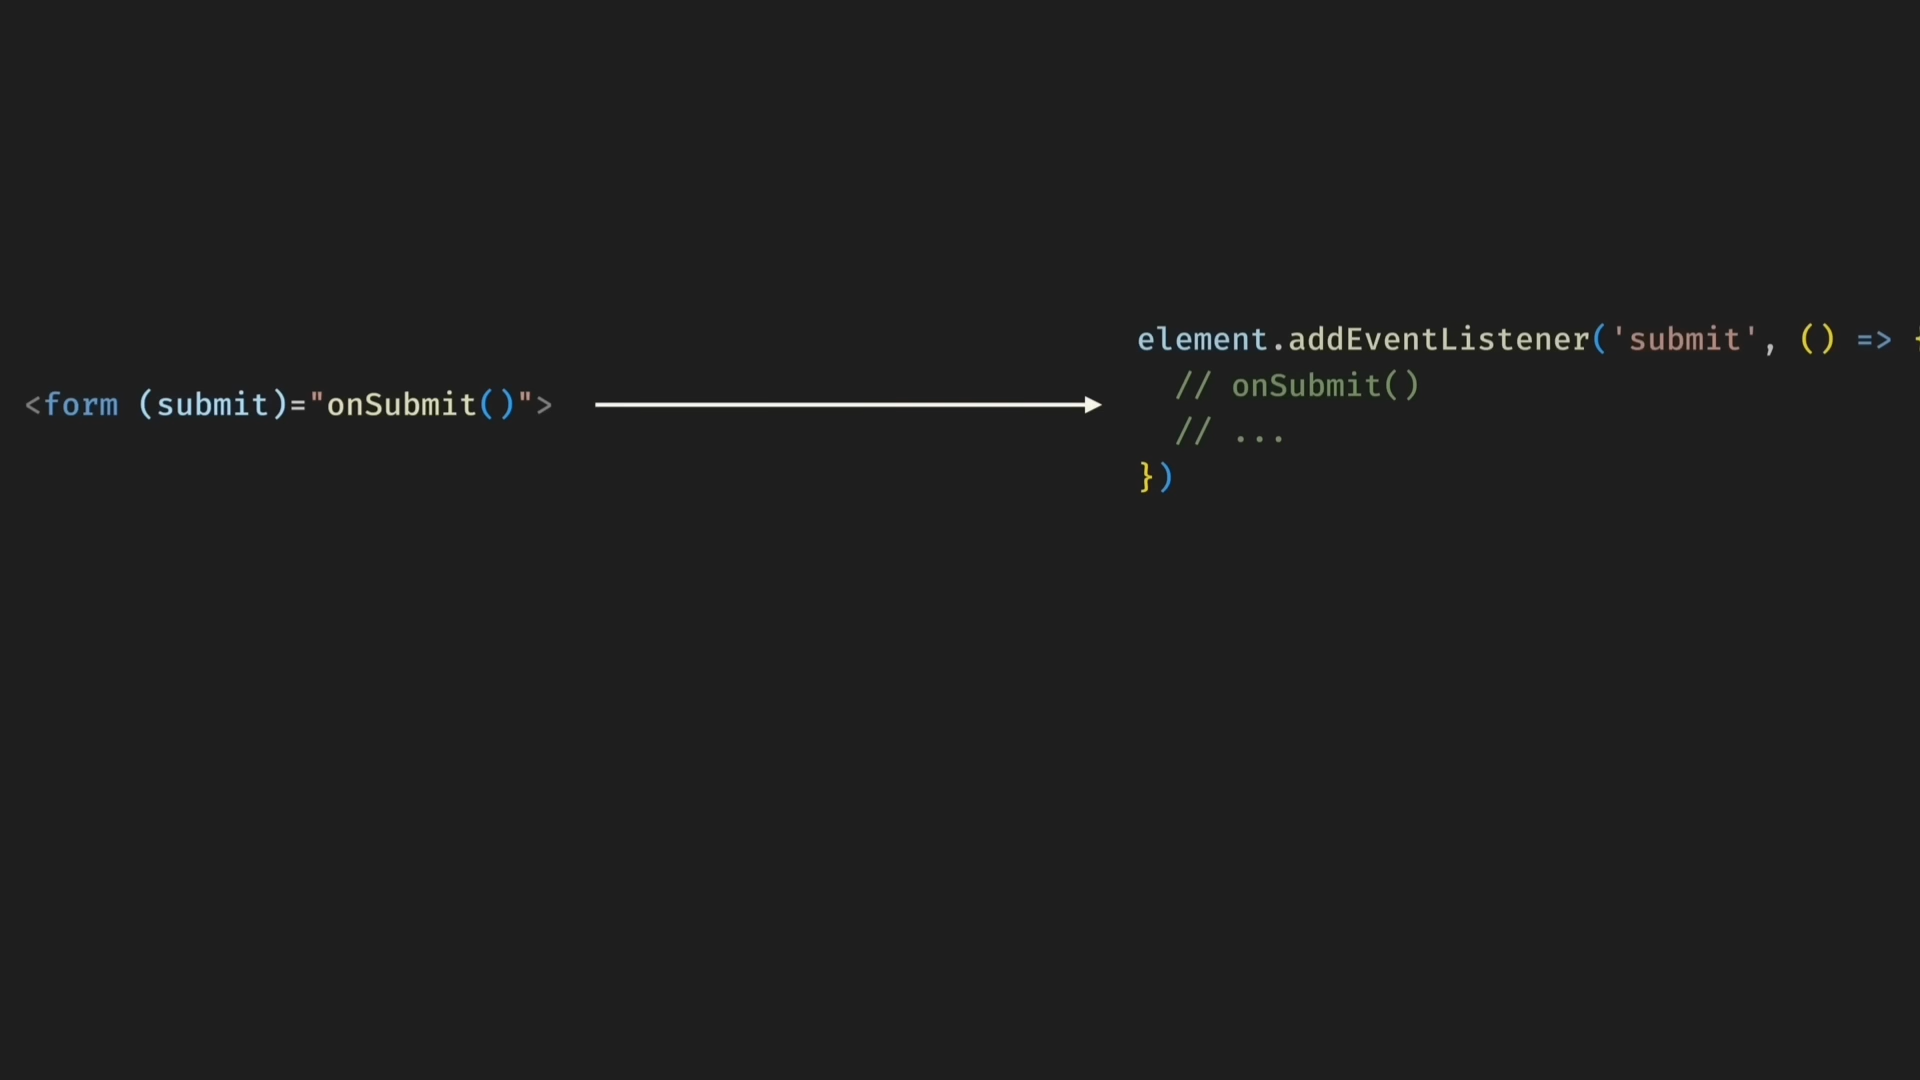 <form (submit)="onSubmit()">
element.addEventListener('submit', () => {
// onSubmit()
// ...
})